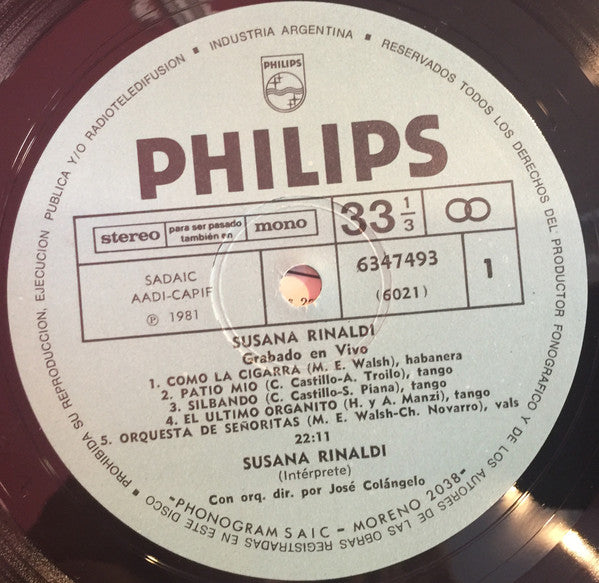 PROHIBIDA SU REPRODUCCION, EJECUCION PUBLICA Y/O RADIOTELEDIFUSION ▪ INDUSTRIA ARGENTINA ▪ RESERVADOS TODOS LOS DERECHOS DEL PRODUCTOR FONOGRAFICO Y DE LOS AUTORES DE LAS OBRAS REGISTRADAS EN ESTE DISCO ▪
PHILIPS
PHILIPS
stereo
para ser pasado
también en
mono
33 1/3
SADAIC
AADI-CAPIF
℗ 1981
6347493
(6021)
1
SUSANA RINALDI
Grabado en Vivo
1. COMO LA CIGARRA (M. E. Walsh), habanera
2. PATIO MIO (C. Castillo-A. Troilo), tango
3. SILBANDO (C. Castillo-S. Piana), tango
4. EL ULTIMO ORGANITO (H. y A. Manzi), tango
5. ORQUESTA DE SEÑORITAS (M. E. Walsh-Ch. Novarro), vals
22:11
SUSANA RINALDI
(Intérprete)
Con orq. dir. por José Colángelo
-PHONOGRAM SAIC - MORENO 2038-